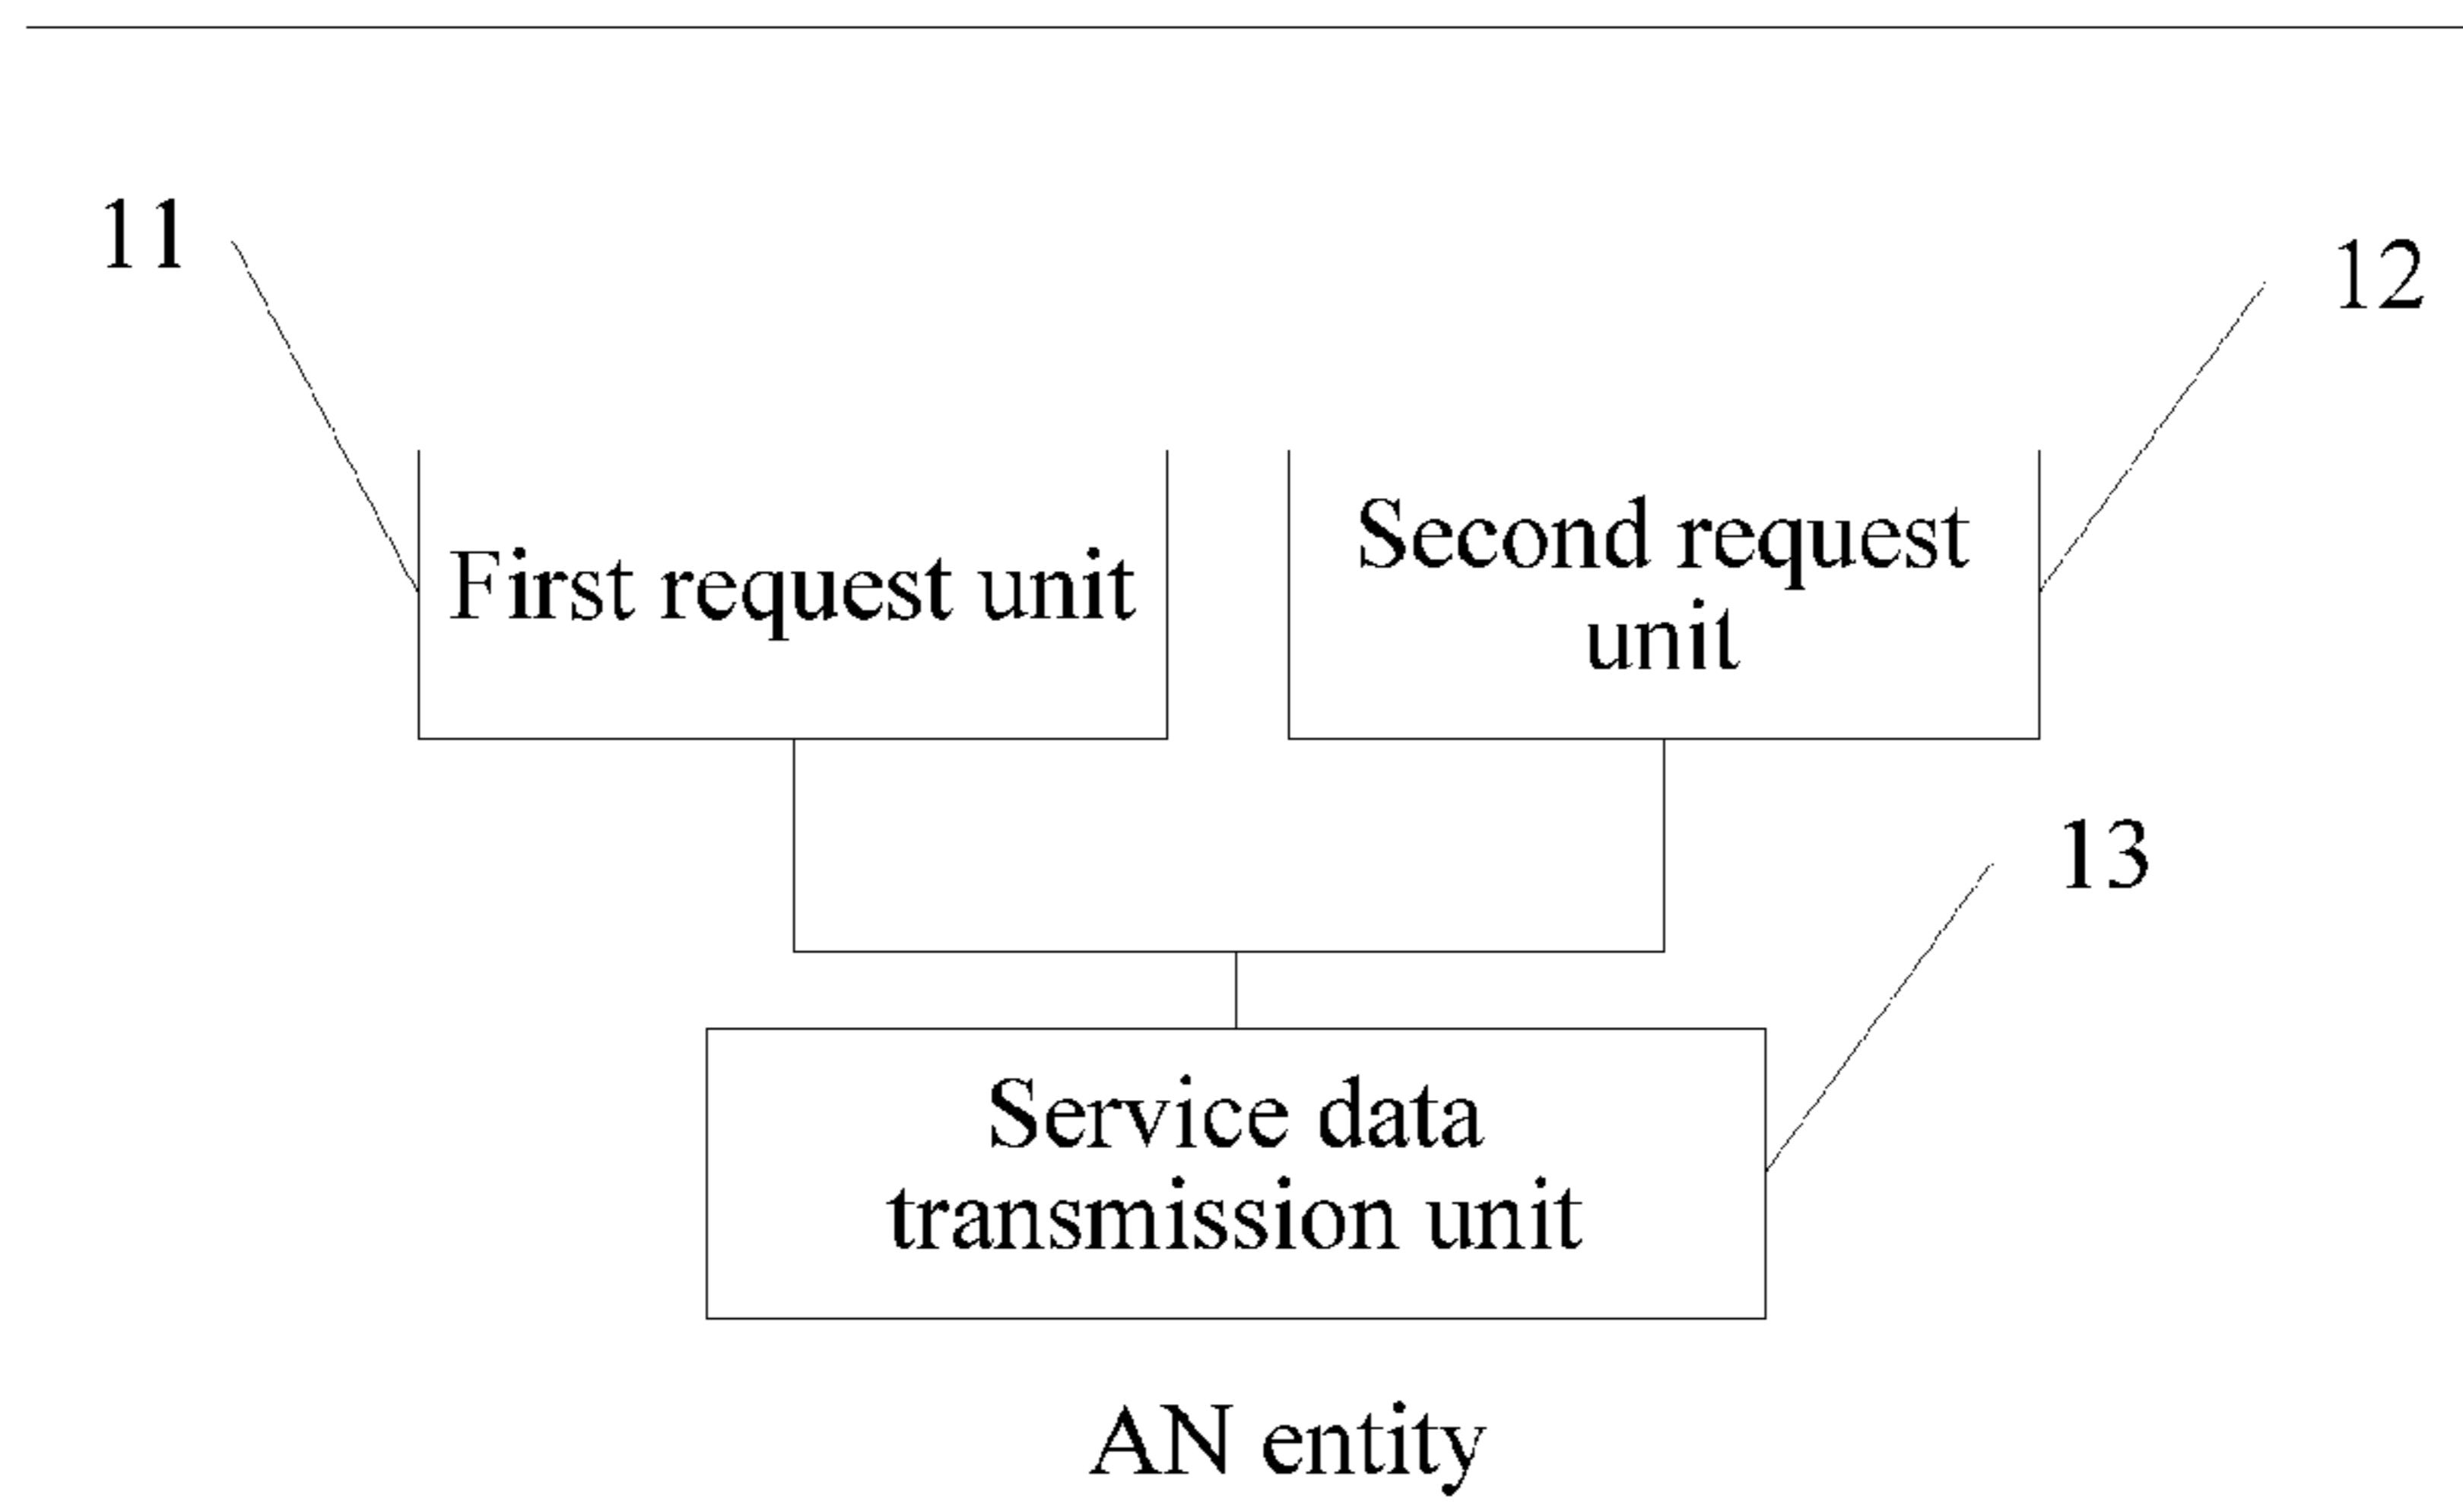 11
12
First request unit
Second request
unit
13
Service data
transmission unit
AN entity